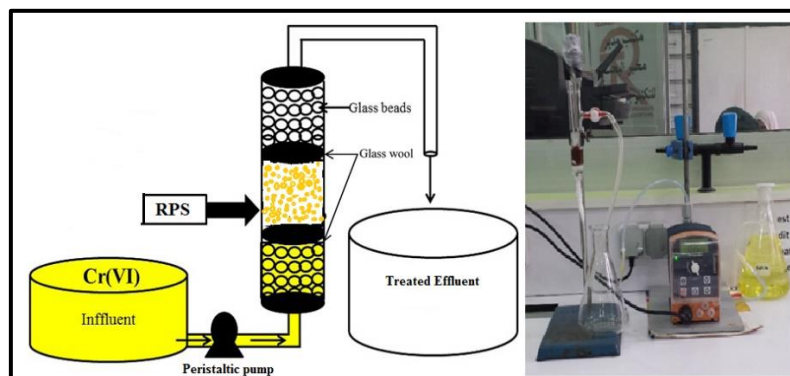 Glass beads
Glass wool
RPS
Cr(VI)
Inffluent
Treated Effluent
Peristaltic pump